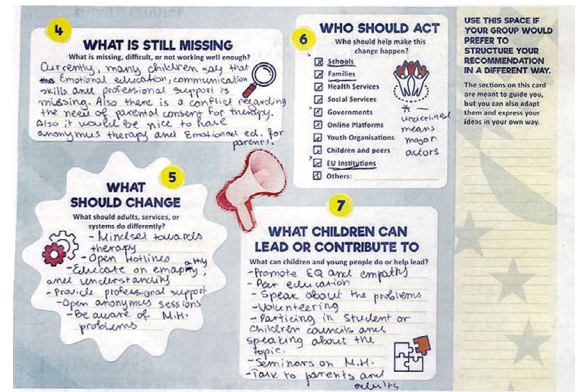 4
WHAT IS STILL MISSING
What is missing, difficult, or not working well enough?
Currently, many children say that
Emotional education, communication
skills and professional support is
missing. Also there is a conflict regarding
the need of parental consent for therapy.
Also it would be nice to have
anonymus therapy and Emotional ed. for
parents.
5
WHAT
SHOULD CHANGE
What should adults, services, or
systems do differently?
- Mindset towards
therapy
- Open Hotlines
- Educate on empathy,
and understanding
- Provide professional support
- Open anonymus sessions
- Be aware of M.H.
problems
6
WHO SHOULD ACT
Who should help make this
change happen?
Schools
Families
Health Services
Social Services
Governments
Online Platforms
Youth Organisations
Children and peers
EU Institutions
Others:
* — underlined
means
major
actors
7
WHAT CHILDREN CAN
LEAD OR CONTRIBUTE TO
What can children and young people do or help lead?
- Promote EQ and empathy
- Peer education
- Speak about the problems
- Volunteering
- Particing in Student or
Children councils and
speaking about the
topic.
- Seminars on M.H.
- Talk to parents and
adults
USE THIS SPACE IF
YOUR GROUP WOULD
PREFER TO
STRUCTURE YOUR
RECOMMENDATION
IN A DIFFERENT WAY.
The sections on this card
are meant to guide you,
but you can also adapt
them and express your
ideas in your own way.